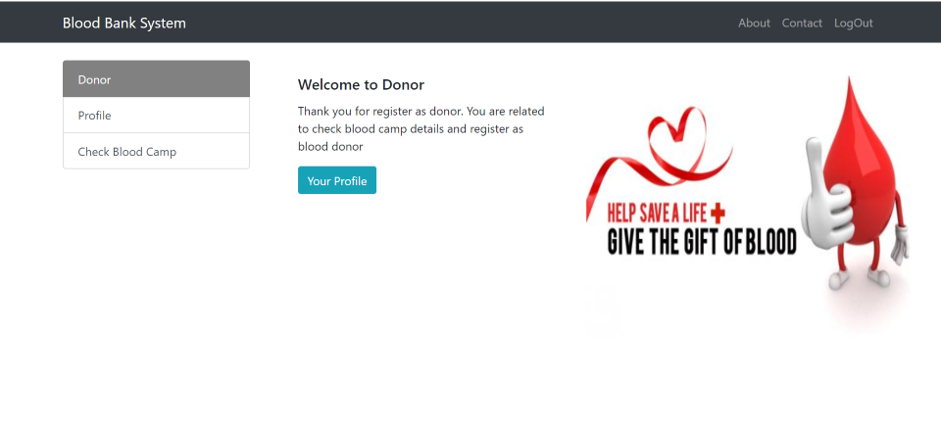 Blood Bank System
About
Contact
LogOut
Donor
Profile
Check Blood Camp
Welcome to Donor
Thank you for register as donor. You are related
to check blood camp details and register as
blood donor
Your Profile
HELP SAVE A LIFE
GIVE THE GIFT OF BLOOD